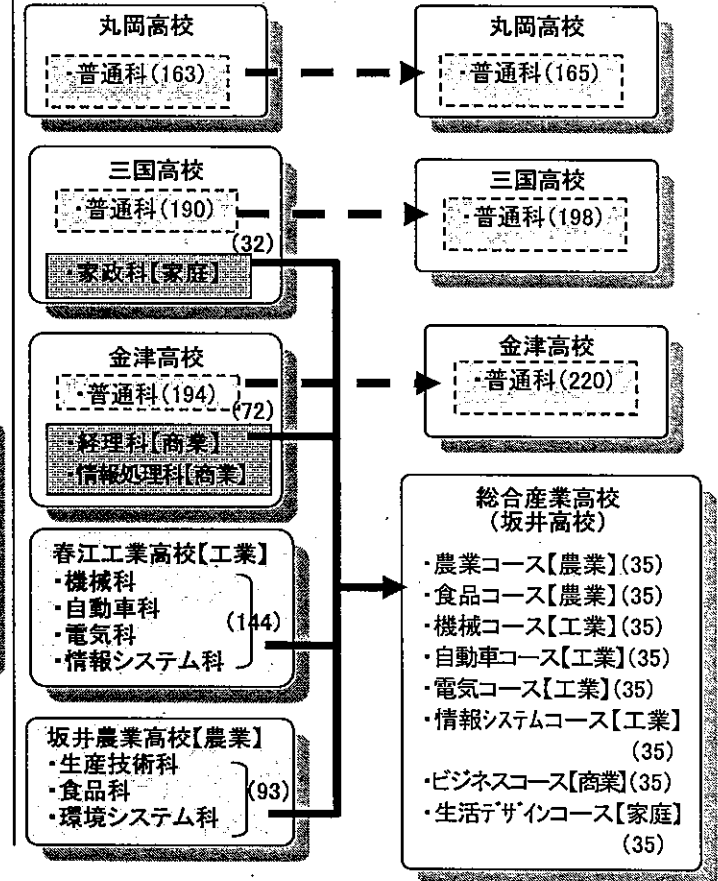 丸岡高校
・普通科(163)
三国高校
・普通科(190)
(32)
・家政科【家庭】
金津高校
・普通科(194)
(72)
・経理科【商業】
・情報処理科【商業】
春江工業高校【工業】
・機械科
・自動車科
・電気科
・情報システム科
(144)
坂井農業高校【農業】
・生産技術科
・食品科
・環境システム科
(93)
丸岡高校
・普通科(165)
三国高校
・普通科(198)
金津高校
・普通科(220)
総合産業高校
(坂井高校)
・農業コース【農業】(35)
・食品コース【農業】(35)
・機械コース【工業】(35)
・自動車コース【工業】(35)
・電気コース【工業】(35)
・情報システムコース【工業】
(35)
・ビジネスコース【商業】(35)
・生活デザインコース【家庭】
(35)